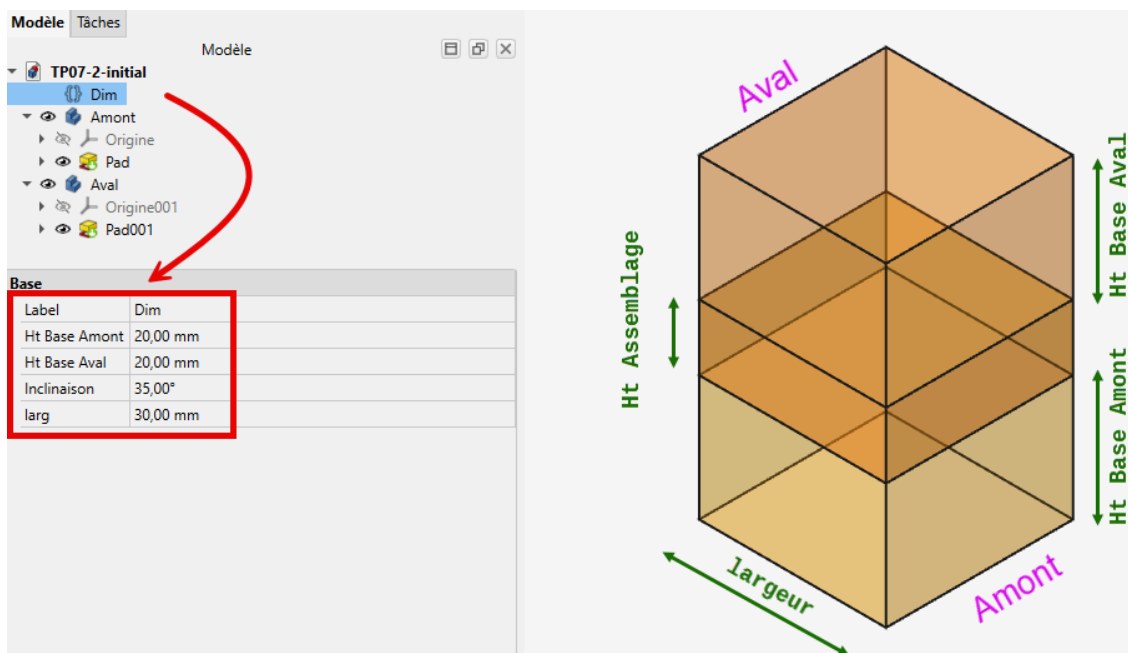 Modèle Tâches
Modèle
TP07-2-initial
Dim
Amont
Origine
Pad
Aval
Origine001
Pad001
Base
Label Dim
Ht Base Amont 20,00 mm
Ht Base Aval 20,00 mm
Inclinaison 35,00°
larg 30,00 mm
Aval
Ht Base Aval
Ht Assemblage
Ht Base Amont
largeur
Amont